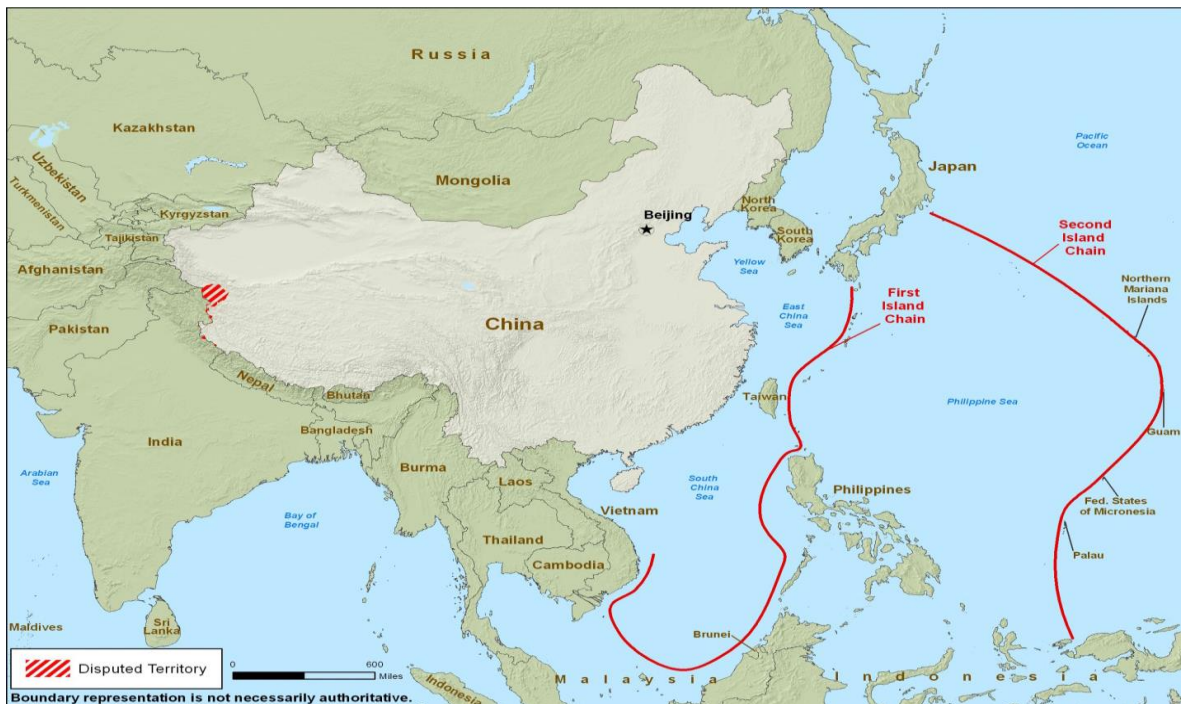 Russia
Kazakhstan
Pacific
Ocean
Uzbekistan
Turkmenistan
Mongolia
Japan
North
Korea
Kyrgyzstan
Beijing
South
Korea
Second
Island
Chain
Tajikistan
Afghanistan
Yellow
Sea
Northern
Mariana
Islands
First
Island
Chain
East
China
Sea
Pakistan
China
Nepal
Bhutan
Taiwan
Philippine Sea
Bangladesh
India
Guam
Burma
Arabian
Sea
Laos
South
China
Sea
Philippines
Fed. States
of Micronesia
Bay of
Bengal
Vietnam
Thailand
Palau
Cambodia
Maldives
Sri
Lanka
Brunei
Disputed Territory
0 600
Miles
Malaysia
Indonesia
Indonesia
Boundary representation is not necessarily authoritative.